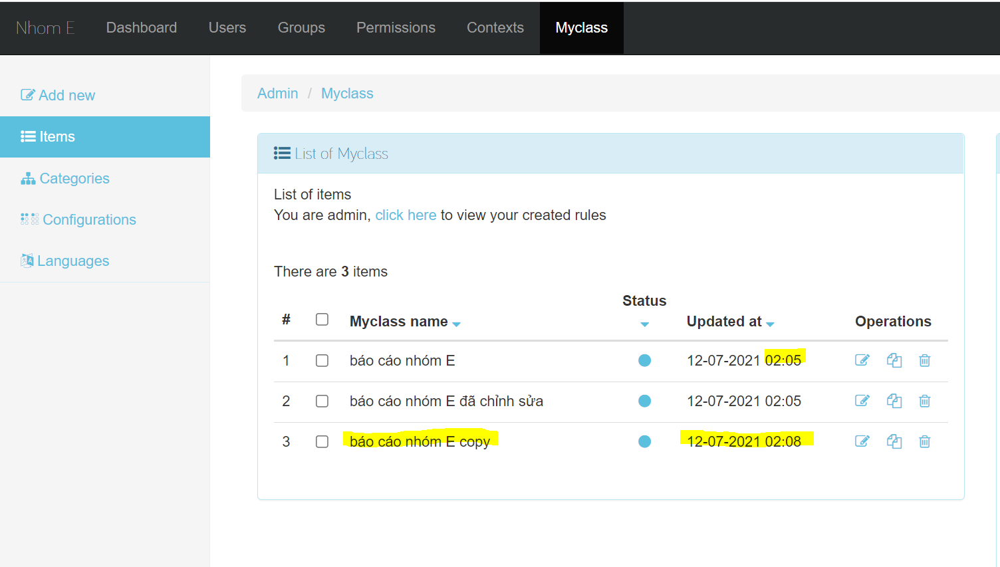 Nhom E Dashboard Users Groups Permissions Contexts Myclass
Add new
Items
Categories
Configurations
Languages
Admin / Myclass
List of Myclass
List of items
You are admin, click here to view your created rules
There are 3 items
# Myclass name Status Updated at Operations
1 báo cáo nhóm E 12-07-2021 02:05
2 báo cáo nhóm E đã chỉnh sửa 12-07-2021 02:05
3 báo cáo nhóm E copy 12-07-2021 02:08